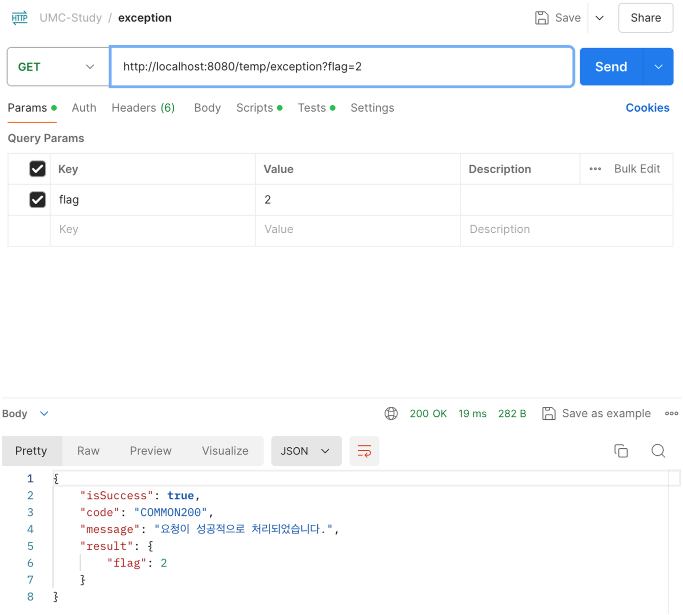 HTTP UMC-Study / exception Save Share
GET http://localhost:8080/temp/exception?flag=2 Send
Params Auth Headers (6) Body Scripts Tests Settings Cookies
Query Params
Key Value Description Bulk Edit
flag 2
Key Value Description
Body 200 OK 19 ms 282 B Save as example
Pretty Raw Preview Visualize JSON
1 {
2 "isSuccess": true,
3 "code": "COMMON200",
4 "message": "요청이 성공적으로 처리되었습니다.",
5 "result": {
6 "flag": 2
7 }
8 }